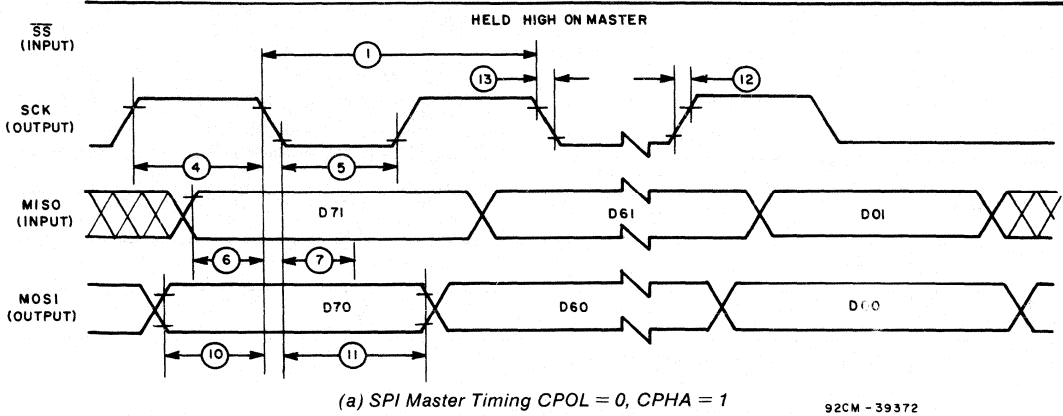 HELD HIGH ON MASTER
SS
(INPUT)
1
13
12
SCK
(OUTPUT)
4
5
MISO
(INPUT)
D71
D61
D01
6
7
MOSI
(OUTPUT)
D70
D60
10
11
(a) SPI Master Timing CPOL = 0, CPHA = 1
92CM-39372